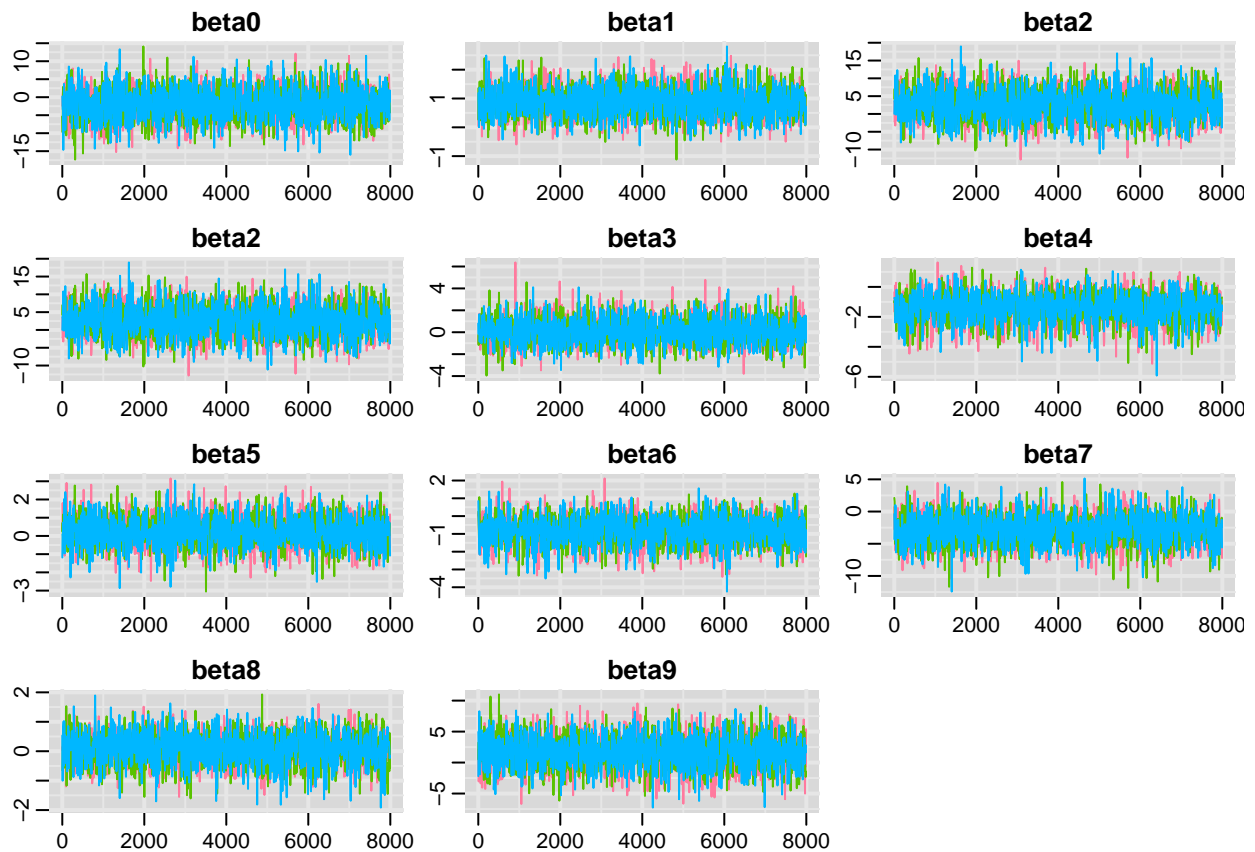 beta0 beta1 beta2
10 0 −15 1 −1 15 5 −10
0 2000 4000 6000 8000 0 2000 4000 6000 8000 0 2000 4000 6000 8000
beta2 beta3 beta4
15 5 −10 4 0 −4 −2 −6
0 2000 4000 6000 8000 0 2000 4000 6000 8000 0 2000 4000 6000 8000
beta5 beta6 beta7
2 0 −3 2 −1 −4 5 0 −10
0 2000 4000 6000 8000 0 2000 4000 6000 8000 0 2000 4000 6000 8000
beta8 beta9
2 0 −2 5 −5
0 2000 4000 6000 8000 0 2000 4000 6000 8000